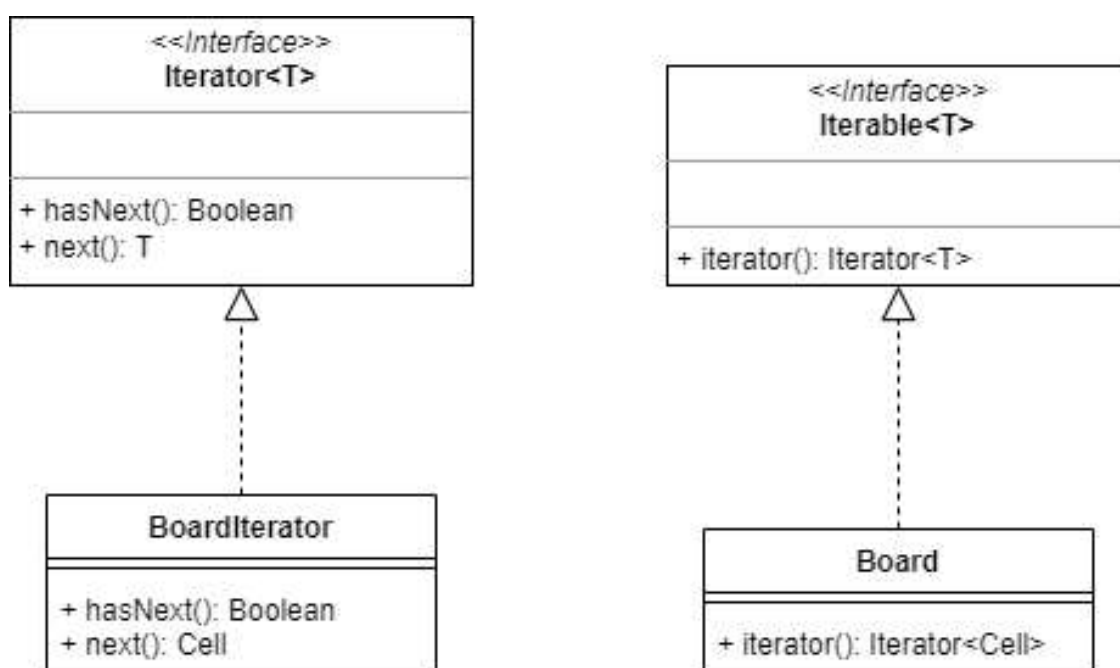 <<Interface>>
Iterator<T>
+ hasNext(): Boolean
+ next(): T
<<Interface>>
Iterable<T>
+ iterator(): Iterator<T>
BoardIterator
+ hasNext(): Boolean
+ next(): Cell
Board
+ iterator(): Iterator<Cell>